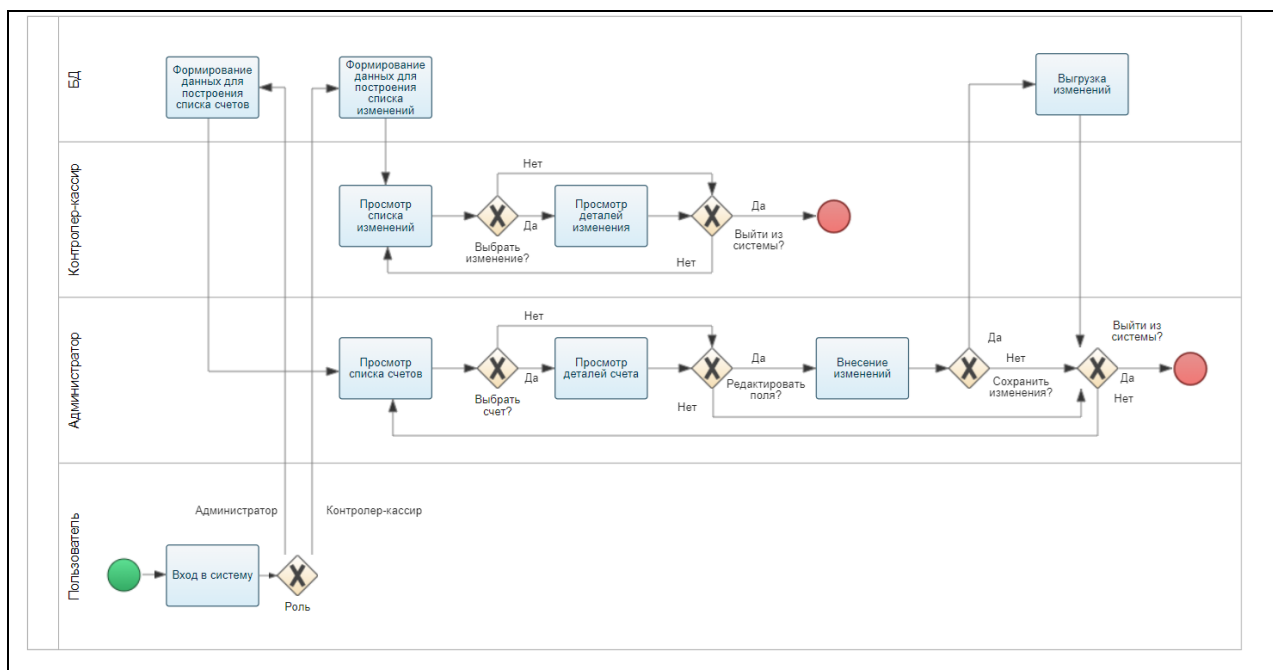 БД
Формирование
данных для
построения
списка счетов
Формирование
данных для
построения
списка
изменений
Выгрузка
изменений
Контролер-кассир
Просмотр
списка
изменений
Нет
Да
Выбрать
изменение?
Просмотр
деталей
изменения
Да
Выйти из
системы?
Нет
Администратор
Просмотр
списка счетов
Нет
Да
Выбрать
счет?
Просмотр
деталей счета
Да
Редактировать
поля?
Нет
Внесение
изменений
Да
Нет
Сохранить
изменения?
Выйти из
системы?
Да
Нет
Пользователь
Администратор
Контролер-кассир
Вход в систему
Роль